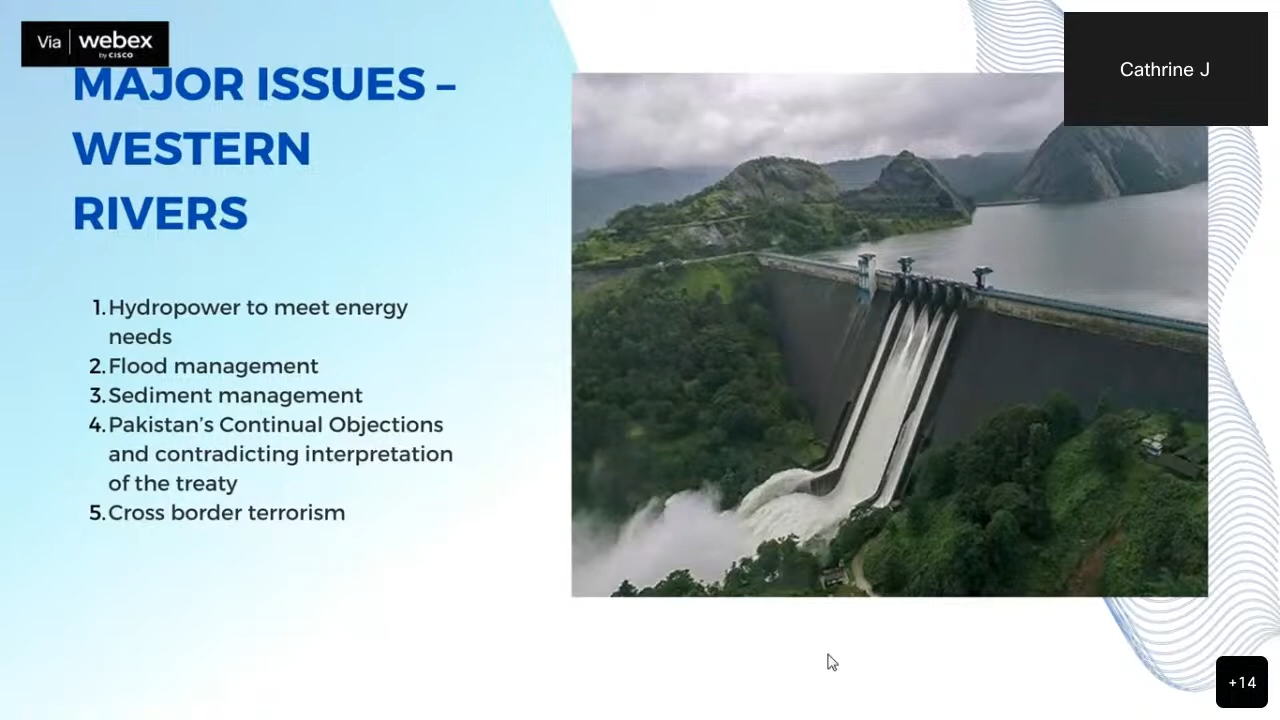 Via webex
by CISCO
Cathrine J
MAJOR ISSUES –
WESTERN
RIVERS
1. Hydropower to meet energy
needs
2. Flood management
3. Sediment management
4. Pakistan's Continual Objections
and contradicting interpretation
of the treaty
5. Cross border terrorism
+14